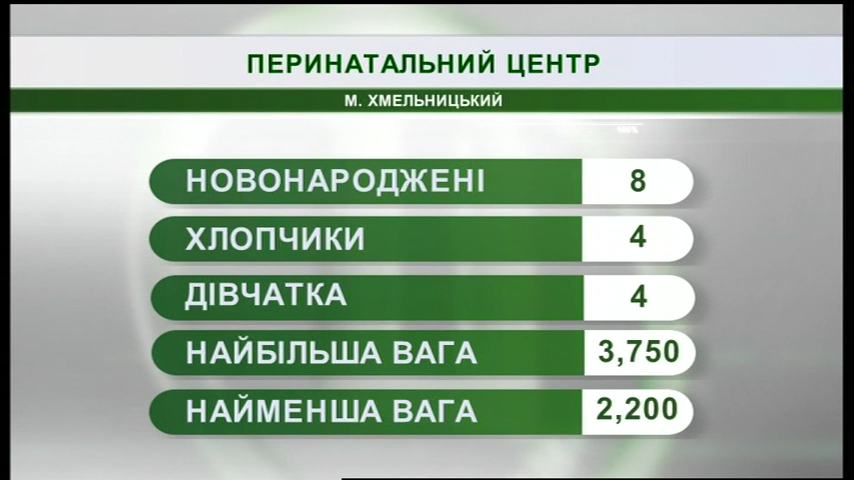 ПЕРИНАТАЛЬНИЙ ЦЕНТР
М. ХМЕЛЬНИЦЬКИЙ
НОВОНАРОДЖЕНІ 8
ХЛОПЧИКИ 4
ДІВЧАТКА 4
НАЙБІЛЬША ВАГА 3,750
НАЙМЕНША ВАГА 2,200